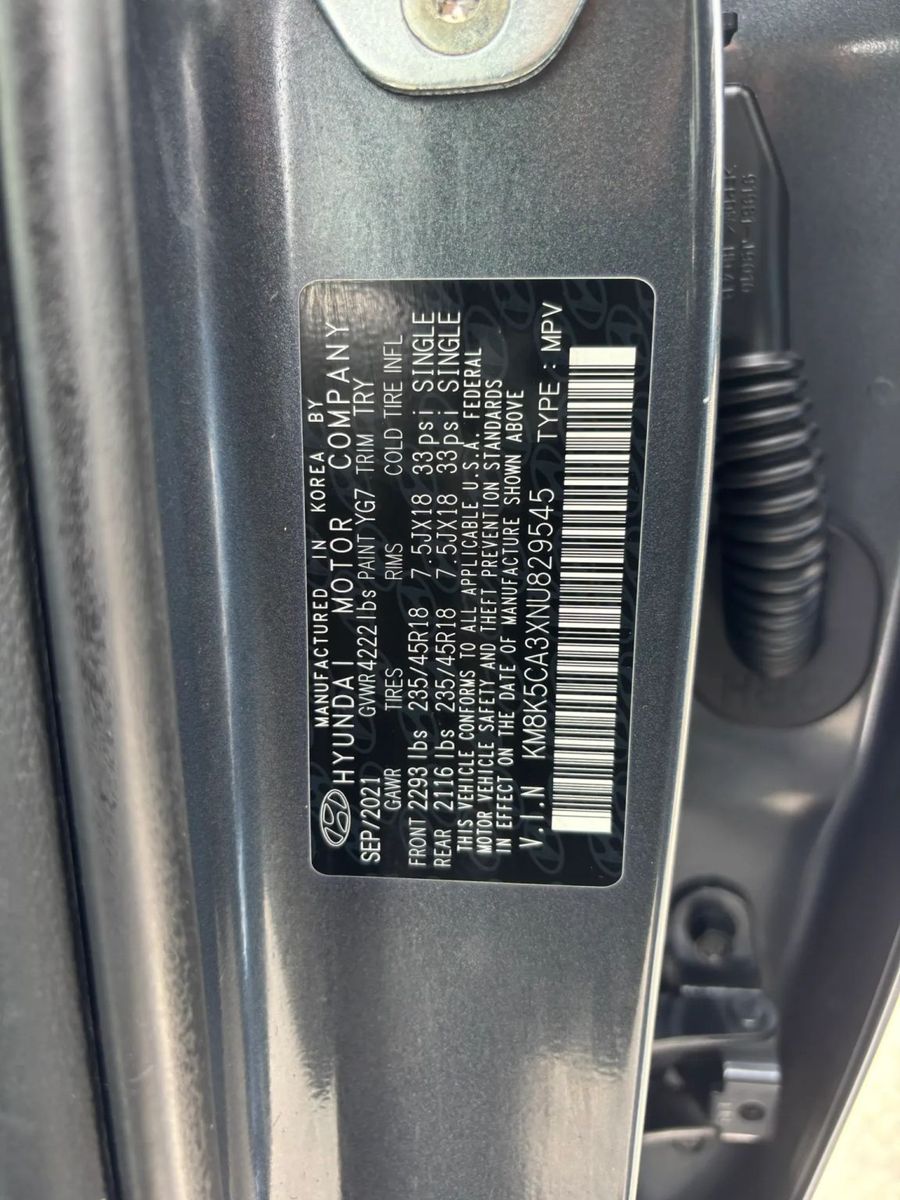 MANUFACTURED IN KOREA BY
HYUNDAI MOTOR COMPANY
SEP/2021 GVWR4222lbs PAINT YG7 TRIM TRY
GAWR TIRES RIMS COLD TIRE INFL
FRONT 2293 lbs 235/45R18 7.5JX18 33psi SINGLE
REAR 2116 lbs 235/45R18 7.5JX18 33psi SINGLE
THIS VEHICLE CONFORMS TO ALL APPLICABLE U.S.A. FEDERAL
MOTOR VEHICLE SAFETY AND THEFT PREVENTION STANDARDS
IN EFFECT ON THE DATE OF MANUFACTURE SHOWN ABOVE
V.I.N KM8K5CA3XNU829545 TYPE : MPV